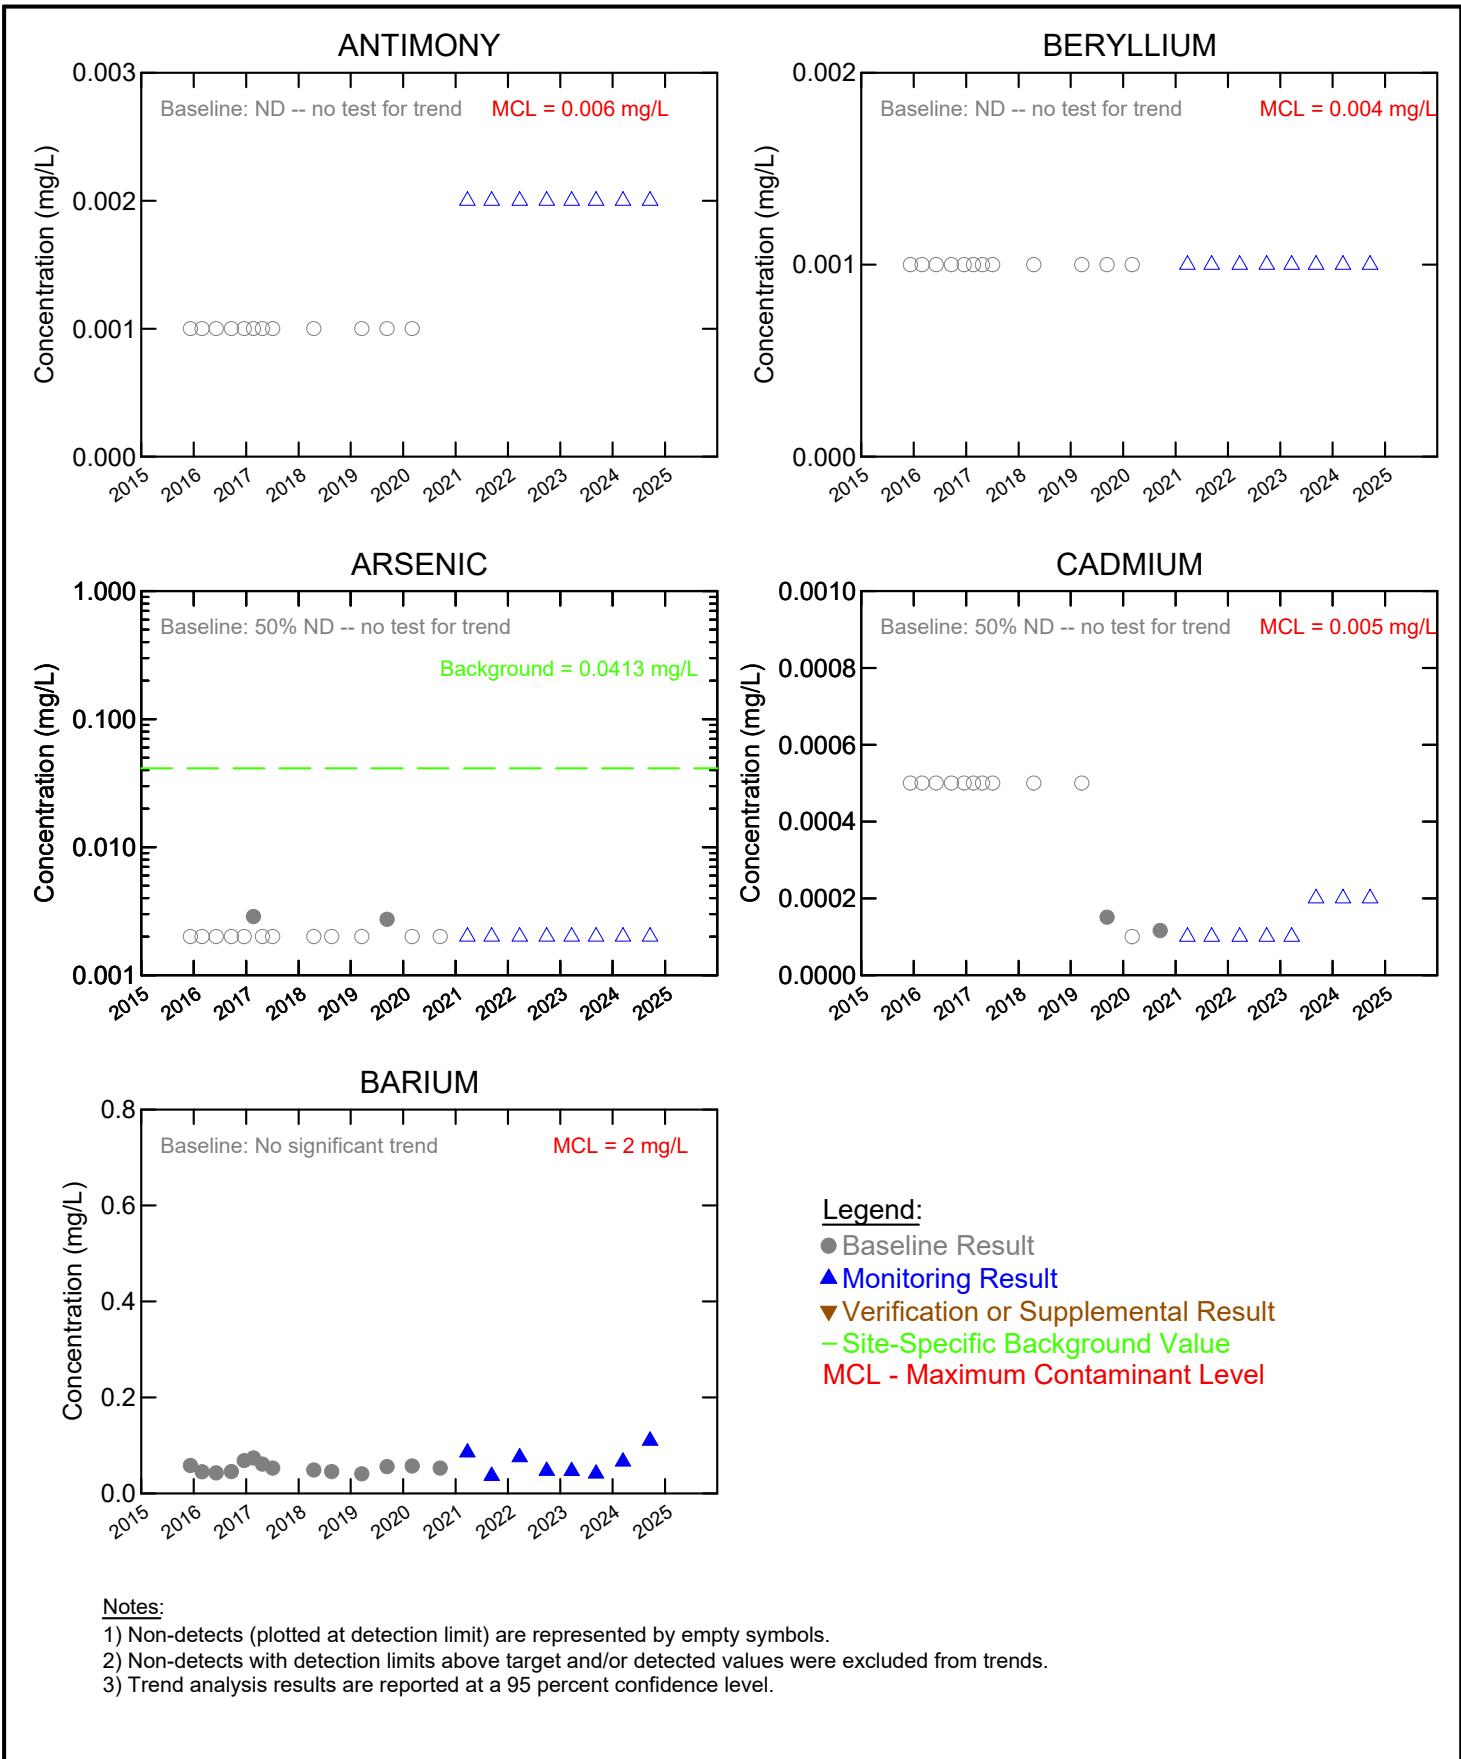 ANTIMONY
0.003
0.002
0.001
0.000
Concentration (mg/L)
Baseline: ND -- no test for trend MCL = 0.006 mg/L
2015 2016 2017 2018 2019 2020 2021 2022 2023 2024 2025
BERYLLIUM
0.002
0.001
0.000
Concentration (mg/L)
Baseline: ND -- no test for trend MCL = 0.004 mg/L
2015 2016 2017 2018 2019 2020 2021 2022 2023 2024 2025
ARSENIC
1.000
0.100
0.010
0.001
Concentration (mg/L)
Baseline: 50% ND -- no test for trend
Background = 0.0413 mg/L
2015 2016 2017 2018 2019 2020 2021 2022 2023 2024 2025
CADMIUM
0.0010
0.0008
0.0006
0.0004
0.0002
0.0000
Concentration (mg/L)
Baseline: 50% ND -- no test for trend MCL = 0.005 mg/L
2015 2016 2017 2018 2019 2020 2021 2022 2023 2024 2025
BARIUM
0.8
0.6
0.4
0.2
0.0
Concentration (mg/L)
Baseline: No significant trend MCL = 2 mg/L
2015 2016 2017 2018 2019 2020 2021 2022 2023 2024 2025
Legend:
Baseline Result
Monitoring Result
Verification or Supplemental Result
Site-Specific Background Value
MCL - Maximum Contaminant Level
Notes:
1) Non-detects (plotted at detection limit) are represented by empty symbols.
2) Non-detects with detection limits above target and/or detected values were excluded from trends.
3) Trend analysis results are reported at a 95 percent confidence level.